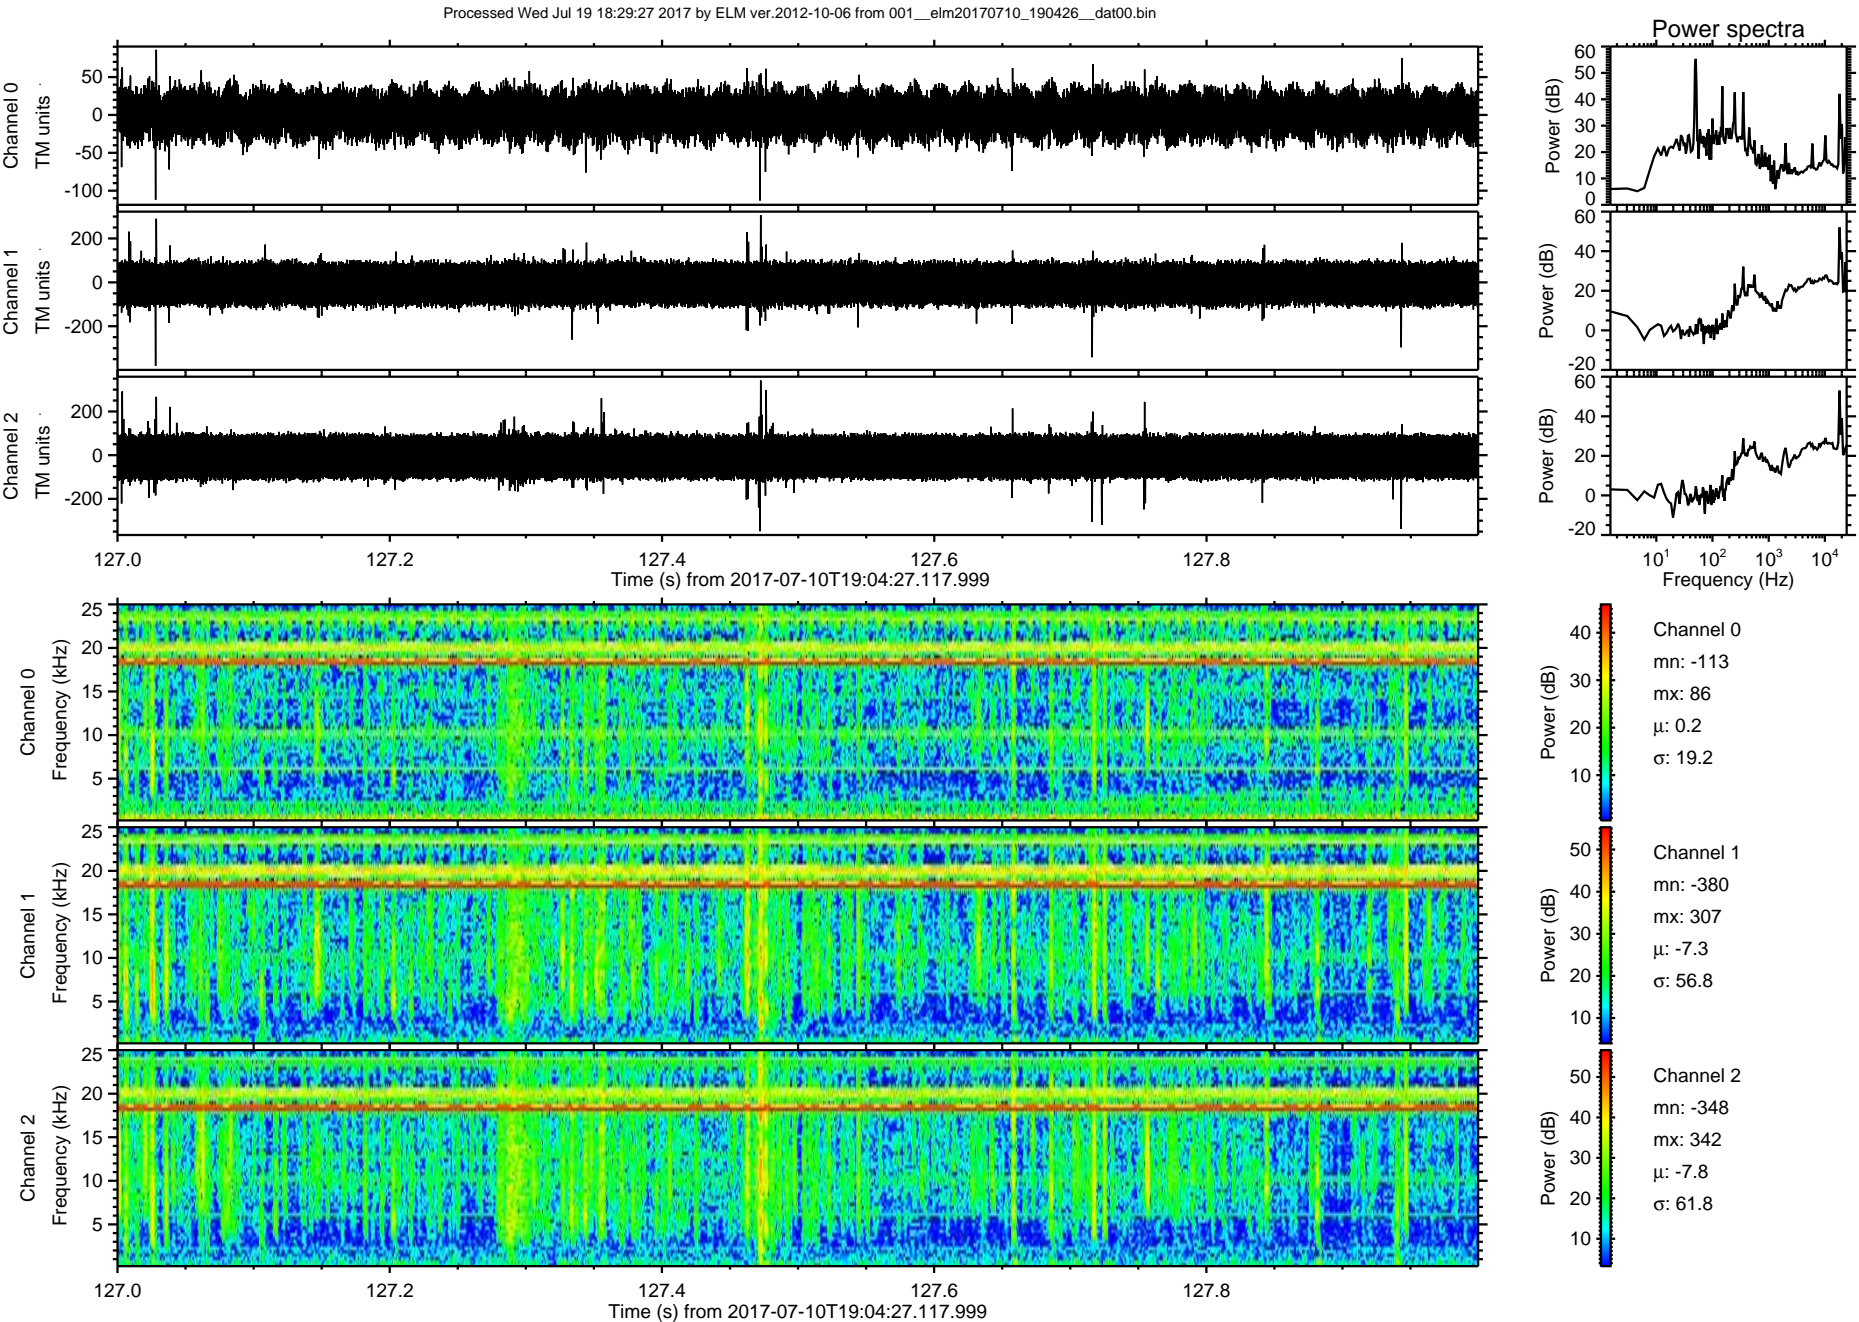 Processed Wed Jul 19 18:29:27 2017 by ELM ver.2012-10-06 from 001__elm20170710_190426__dat00.bin
Power spectra
Channel 0
TM units
50
0
-50
-100
Power (dB)
60
50
40
30
20
10
0
Channel 1
TM units
200
0
-200
Power (dB)
60
40
20
0
-20
Channel 2
TM units
200
0
-200
Power (dB)
60
40
20
0
-20
127.0 127.2 127.4 127.6 127.8
Time (s) from 2017-07-10T19:04:27.117.999
10^1 10^2 10^3 10^4
Frequency (Hz)
Channel 0
Frequency (kHz)
25
20
15
10
5
Power (dB)
40
30
20
10
Channel 0
mn: -113
mx: 86
μ: 0.2
σ: 19.2
Channel 1
Frequency (kHz)
25
20
15
10
5
Power (dB)
50
40
30
20
10
Channel 1
mn: -380
mx: 307
μ: -7.3
σ: 56.8
Channel 2
Frequency (kHz)
25
20
15
10
5
Power (dB)
50
40
30
20
10
Channel 2
mn: -348
mx: 342
μ: -7.8
σ: 61.8
127.0 127.2 127.4 127.6 127.8
Time (s) from 2017-07-10T19:04:27.117.999